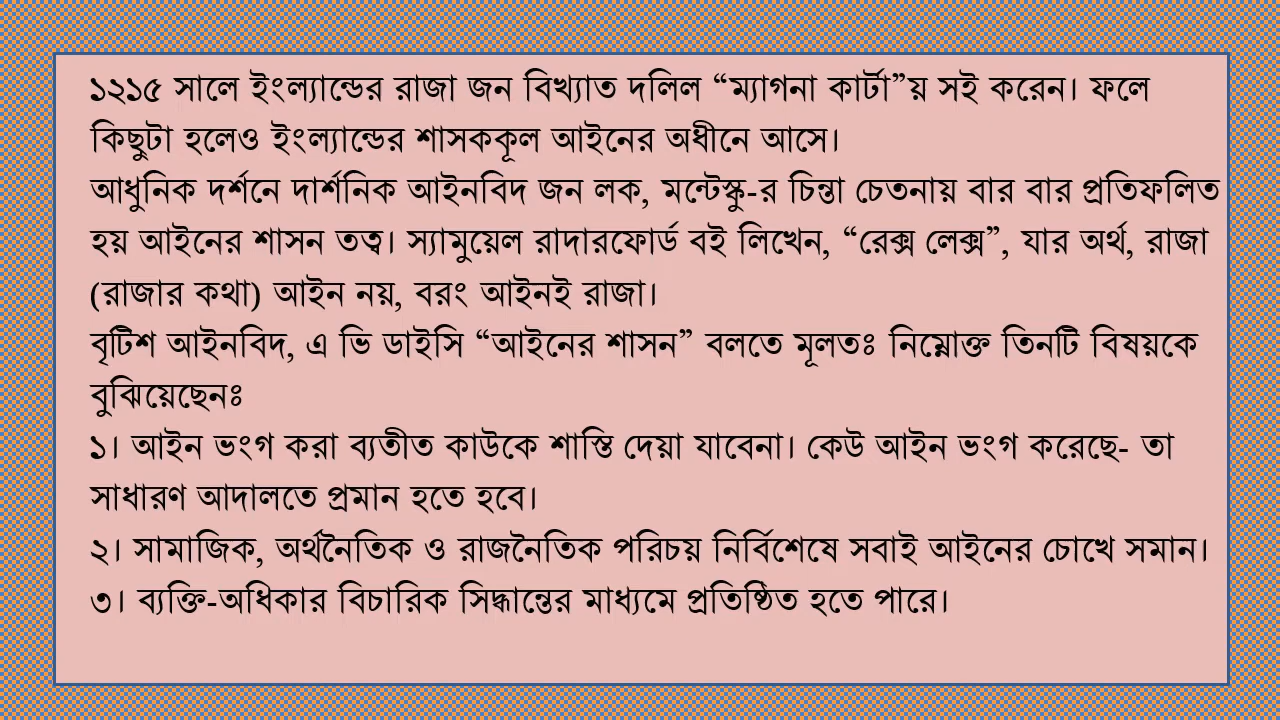 ১২১৫ সালে ইংল্যান্ডের রাজা জন বিখ্যাত দলিল “ম্যাগনা কার্টা”য় সই করেন। ফলে
কিছুটা হলেও ইংল্যান্ডের শাসককূল আইনের অধীনে আসে।
আধুনিক দর্শনে দার্শনিক আইনবিদ জন লক, মন্টেস্কু-র চিন্তা চেতনায় বার বার প্রতিফলিত
হয় আইনের শাসন তত্ব। স্যামুয়েল রাদারফোর্ড বই লিখেন, “রেক্স লেক্স”, যার অর্থ, রাজা
(রাজার কথা) আইন নয়, বরং আইনই রাজা।
বৃটিশ আইনবিদ, এ ভি ডাইসি “আইনের শাসন” বলতে মূলতঃ নিম্নোক্ত তিনটি বিষয়কে
বুঝিয়েছেনঃ
১। আইন ভংগ করা ব্যতীত কাউকে শাস্তি দেয়া যাবেনা। কেউ আইন ভংগ করেছে- তা
সাধারণ আদালতে প্রমান হতে হবে।
২। সামাজিক, অর্থনৈতিক ও রাজনৈতিক পরিচয় নির্বিশেষে সবাই আইনের চোখে সমান।
৩। ব্যক্তি-অধিকার বিচারিক সিদ্ধান্তের মাধ্যমে প্রতিষ্ঠিত হতে পারে।